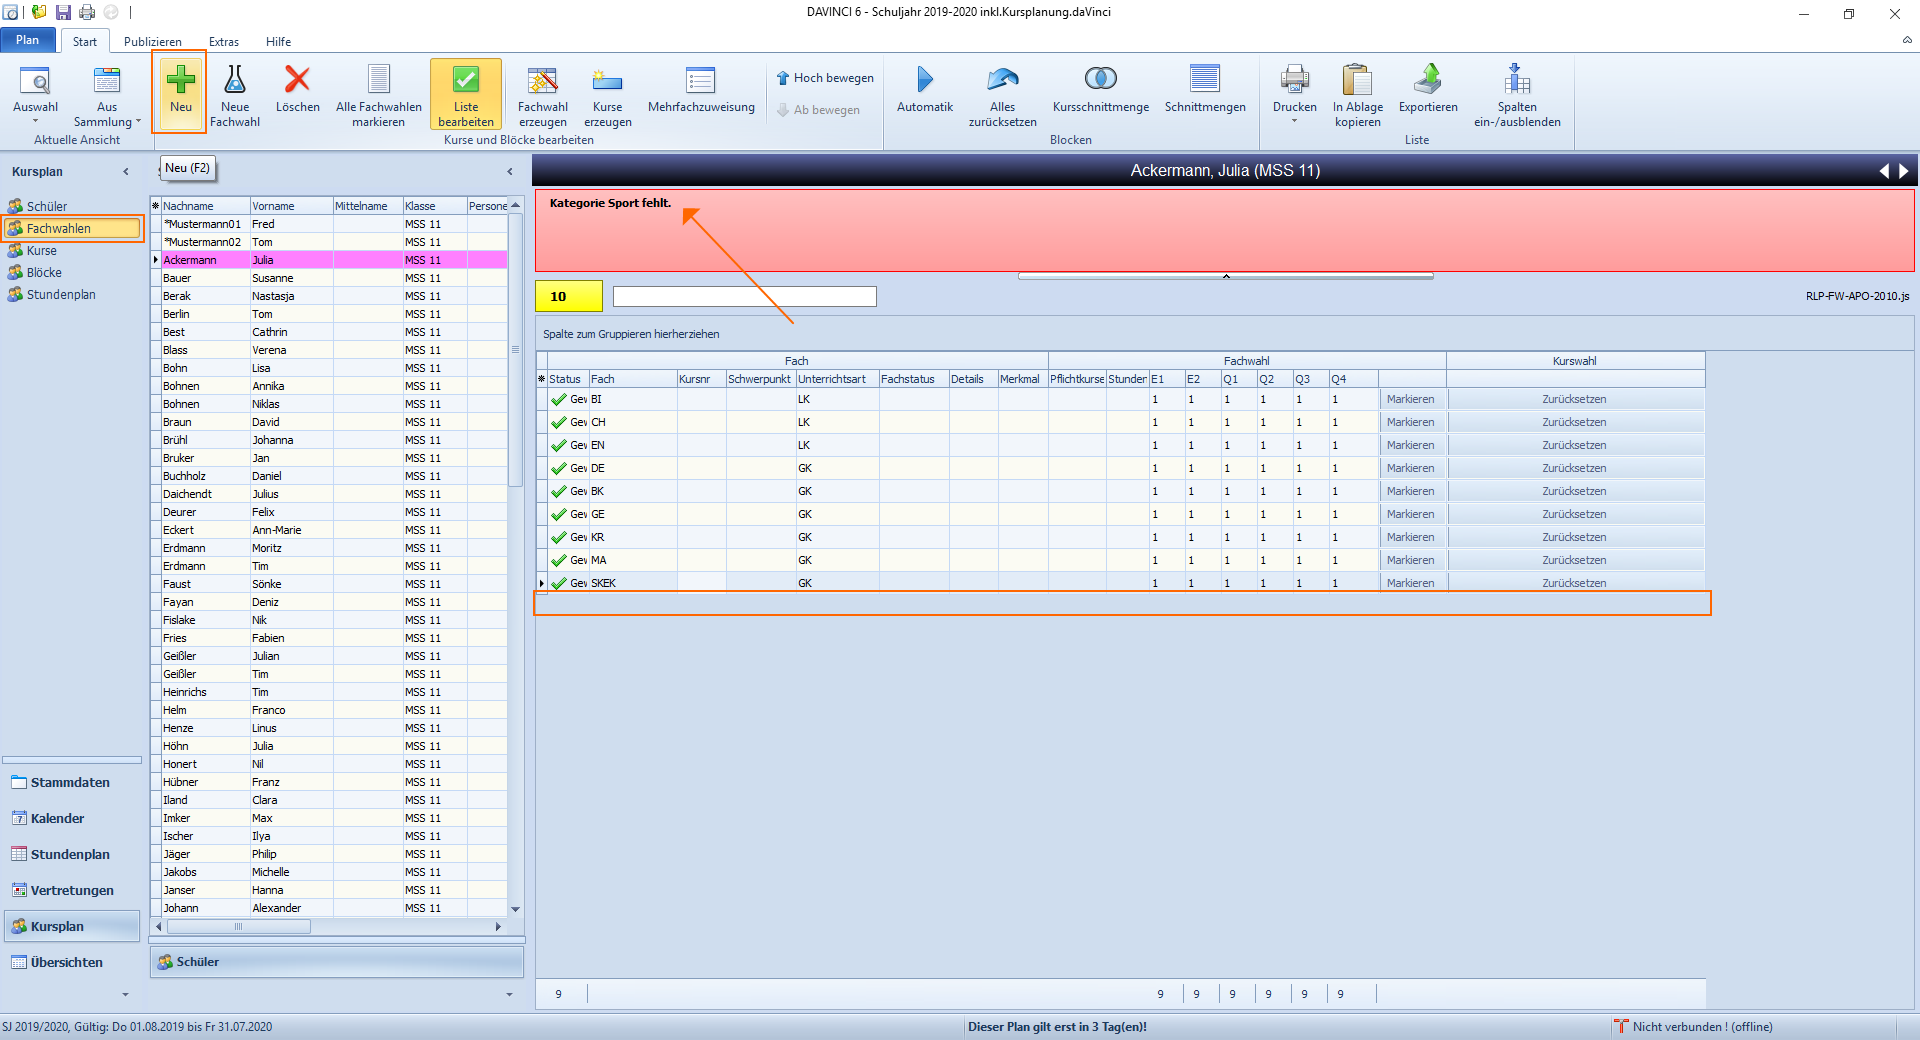 DAVINCI 6 - Schuljahr 2019-2020 inkl.Kursplanung.daVinci
Plan Start Publizieren Extras Hilfe
Auswahl
Aus Sammlung
Aktuelle Ansicht
Neu
Neue Fachwahl
Löschen
Alle Fachwahlen markieren
Liste bearbeiten
Fachwahl erzeugen
Kurse erzeugen
Mehrfachzuweisung
Hoch bewegen
Ab bewegen
Kurse und Blöcke bearbeiten
Automatik
Alles zurücksetzen
Kursschnittmenge
Schnittmengen
Blocken
Drucken
In Ablage kopieren
Exportieren
Spalten ein-/ausblenden
Liste
Kursplan
Schüler
Fachwahlen
Kurse
Blöcke
Stundenplan
Stammdaten
Kalender
Stundenplan
Vertretungen
Kursplan
Übersichten
Neu (F2)
Nachname Vorname Mittelname Klasse Persone
*Mustermann01 Fred MSS 11
*Mustermann02 Tom MSS 11
Ackermann Julia MSS 11
Bauer Susanne MSS 11
Berak Nastasja MSS 11
Berlin Tom MSS 11
Best Cathrin MSS 11
Blass Verena MSS 11
Bohn Lisa MSS 11
Bohnen Annika MSS 11
Bohnen Niklas MSS 11
Braun David MSS 11
Brühl Johanna MSS 11
Bruker Jan MSS 11
Buchholz Daniel MSS 11
Daichendt Julius MSS 11
Deurer Felix MSS 11
Eckert Ann-Marie MSS 11
Erdmann Moritz MSS 11
Erdmann Tim MSS 11
Faust Sönke MSS 11
Fayan Deniz MSS 11
Fislake Nik MSS 11
Fries Fabien MSS 11
Geißler Julian MSS 11
Geißler Tim MSS 11
Heinrichs Tim MSS 11
Helm Franco MSS 11
Henze Linus MSS 11
Höhn Julia MSS 11
Honert Nil MSS 11
Hübner Franz MSS 11
Iland Clara MSS 11
Imker Max MSS 11
Ischer Ilya MSS 11
Jäger Philip MSS 11
Jakobs Michelle MSS 11
Janser Hanna MSS 11
Johann Alexander MSS 11
Schüler
Ackermann, Julia (MSS 11)
Kategorie Sport fehlt.
10
RLP-FW-APO-2010.js
Spalte zum Gruppieren hierherziehen
Fach Fachwahl Kurswahl
Status Fach Kursnr Schwerpunkt Unterrichtsart Fachstatus Details Merkmal Pflichtkurse Stunden E1 E2 Q1 Q2 Q3 Q4
Gew BI LK 1 1 1 1 1 1 Markieren Zurücksetzen
Gew CH LK 1 1 1 1 1 1 Markieren Zurücksetzen
Gew EN LK 1 1 1 1 1 1 Markieren Zurücksetzen
Gew DE GK 1 1 1 1 1 1 Markieren Zurücksetzen
Gew BK GK 1 1 1 1 1 1 Markieren Zurücksetzen
Gew GE GK 1 1 1 1 1 1 Markieren Zurücksetzen
Gew KR GK 1 1 1 1 1 1 Markieren Zurücksetzen
Gew MA GK 1 1 1 1 1 1 Markieren Zurücksetzen
Gew SKEK GK 1 1 1 1 1 1 Markieren Zurücksetzen
9 9 9 9 9 9 9
SJ 2019/2020, Gültig: Do 01.08.2019 bis Fr 31.07.2020
Dieser Plan gilt erst in 3 Tag(en)!
Nicht verbunden ! (offline)